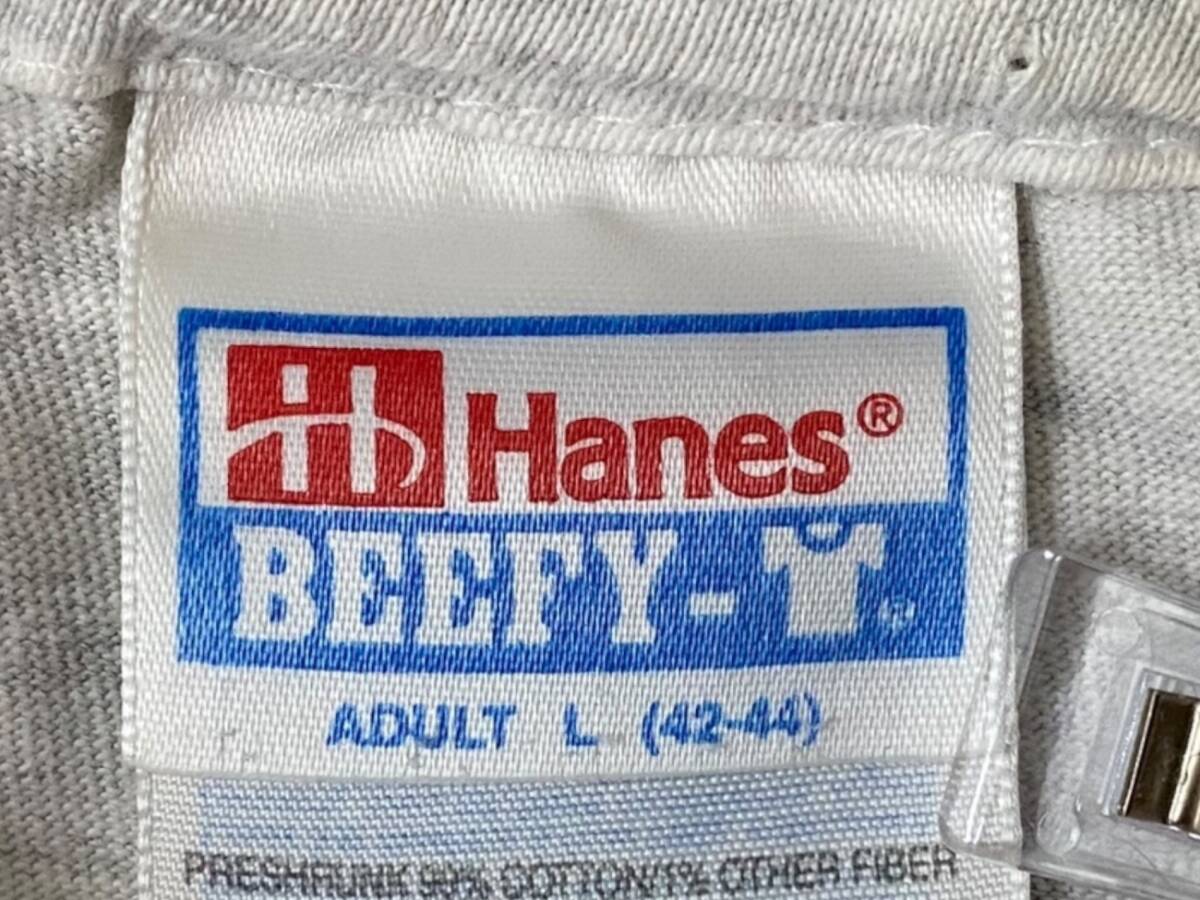 Hanes®
BEEFY-T®
ADULT L (42-44)
PRESHRUNK 99% COTTON/1% OTHER FIBER